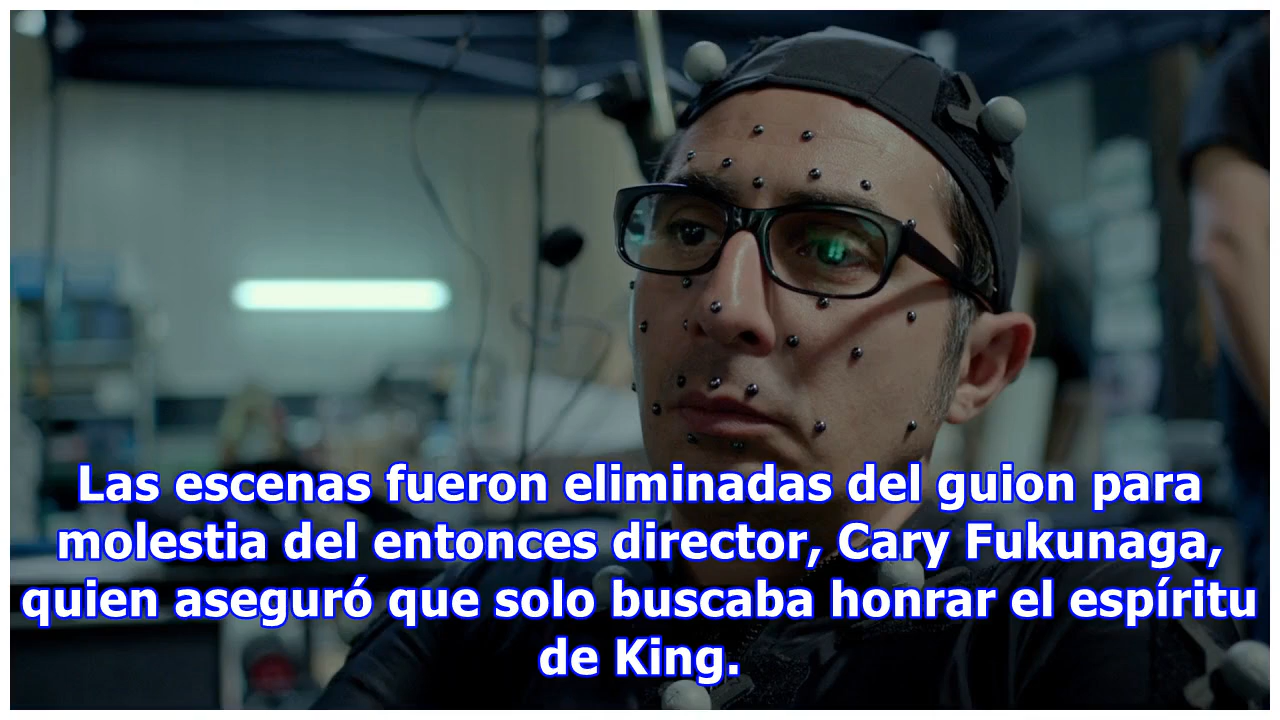 Las escenas fueron eliminadas del guion para
molestia del entonces director, Cary Fukunaga,
quien aseguró que solo buscaba honrar el espíritu
de King.